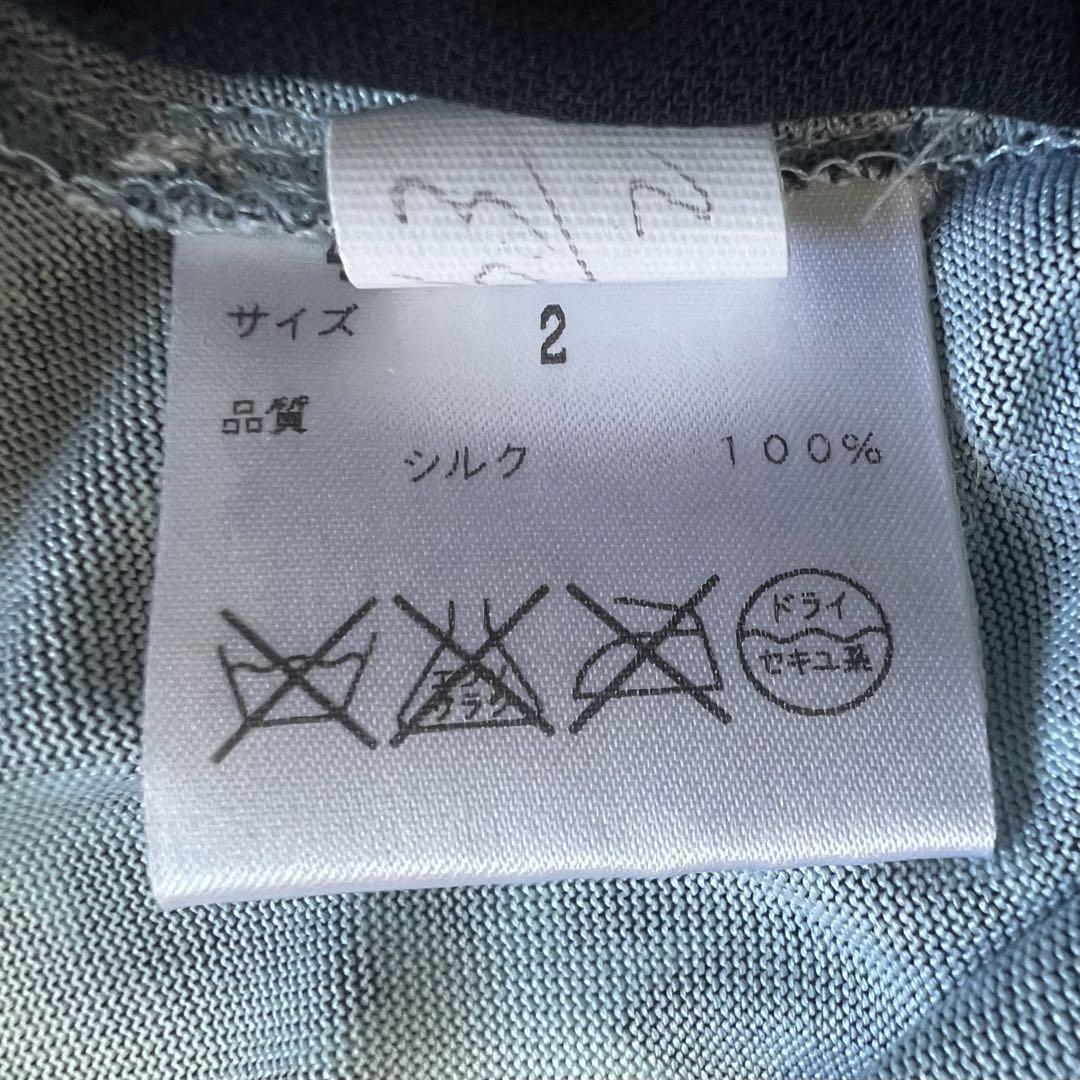 サイズ 2
品質
シルク 100%
エンソ
サラシ
ドライ
セキユ系